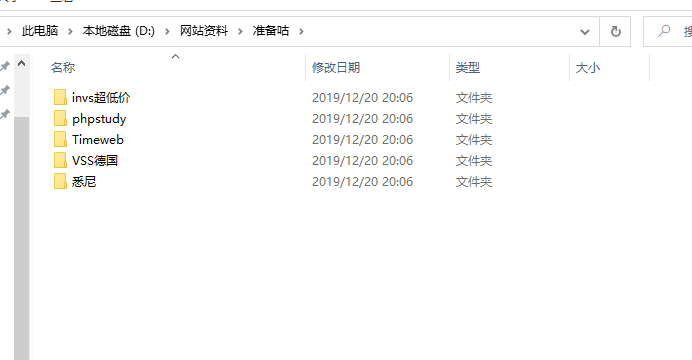 此电脑 > 本地磁盘 (D:) > 网站资料 > 准备咕 >
名称 修改日期 类型 大小
invs超低价 2019/12/20 20:06 文件夹
phpstudy 2019/12/20 20:06 文件夹
Timeweb 2019/12/20 20:06 文件夹
VSS德国 2019/12/20 20:06 文件夹
悉尼 2019/12/20 20:06 文件夹